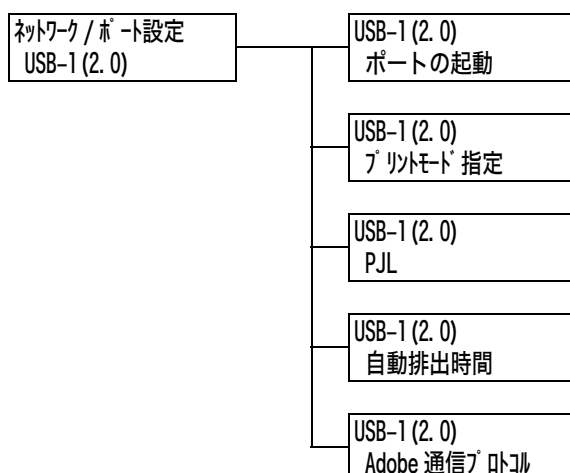 ﾈｯﾄﾜｰｸ / ﾎﾟｰﾄ設定
USB-1 (2. 0)
USB-1 (2. 0)
ポートの起動
USB-1 (2. 0)
ﾌﾟﾘﾝﾄﾓｰﾄﾞ指定
USB-1 (2. 0)
PJL
USB-1 (2. 0)
自動排出時間
USB-1 (2. 0)
Adobe 通信ﾌﾟﾛﾄｺﾙ